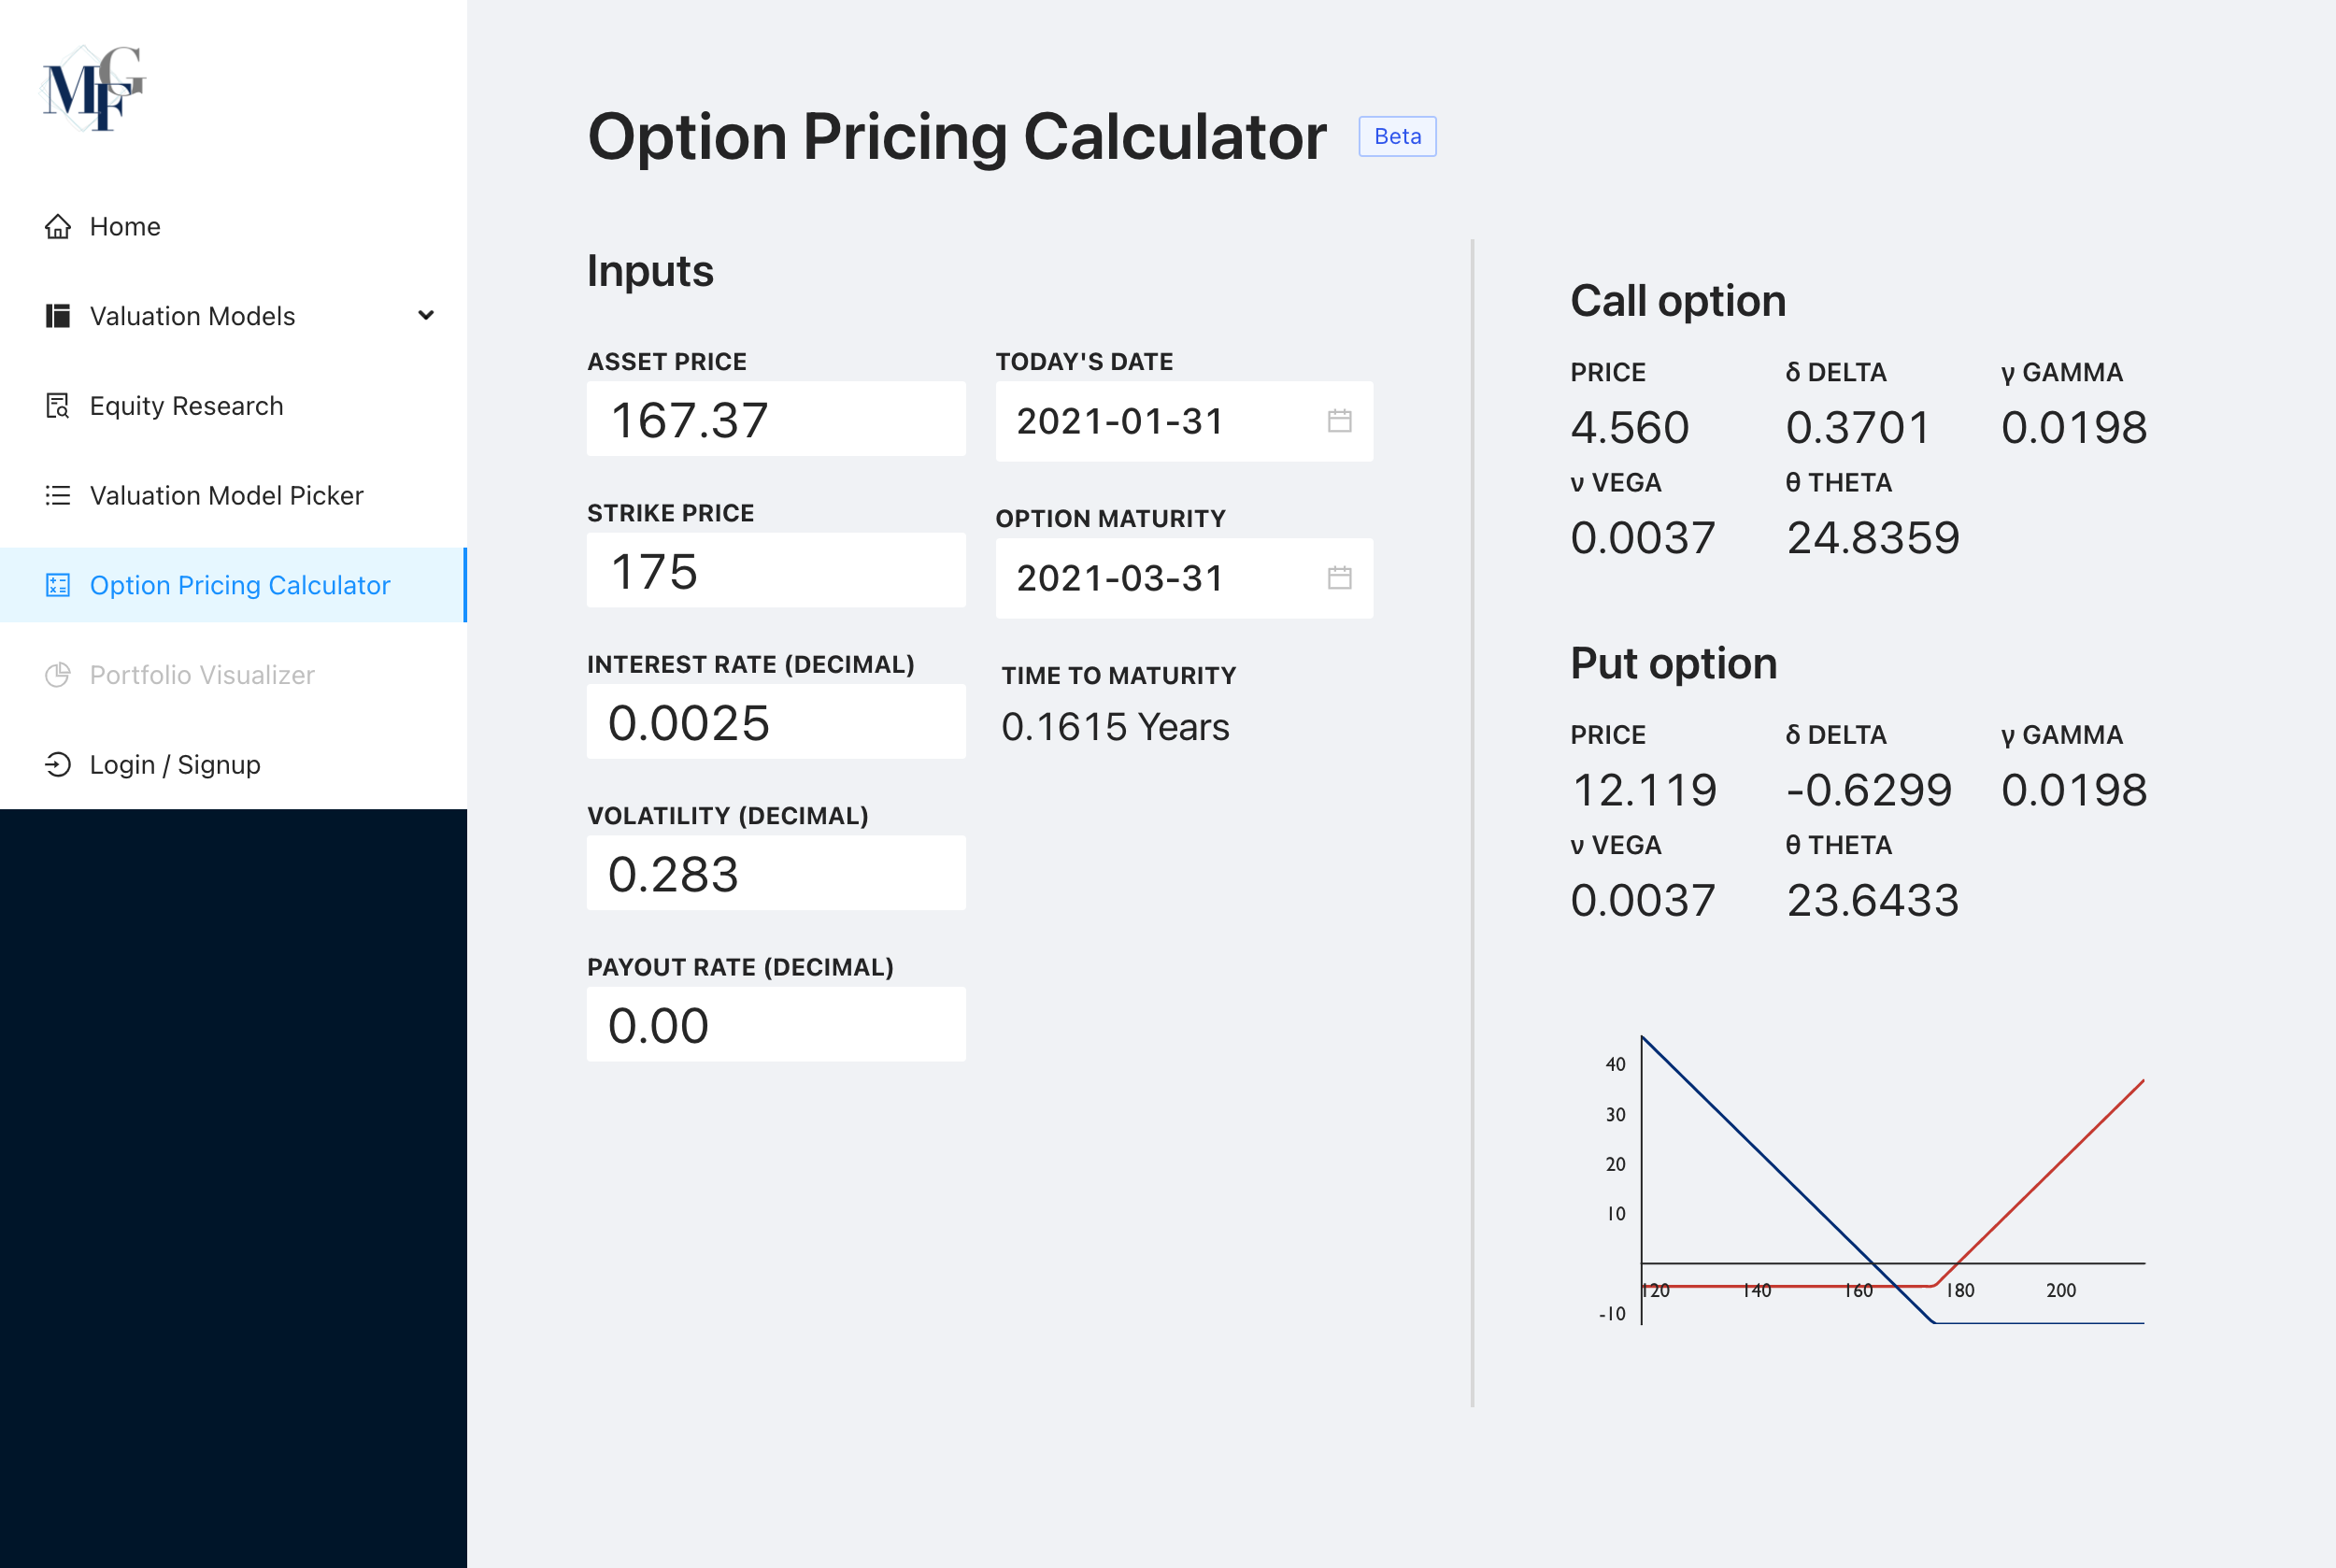 MGF
Home
Valuation Models
Equity Research
Valuation Model Picker
Option Pricing Calculator
Portfolio Visualizer
Login / Signup
Option Pricing Calculator Beta
Inputs
ASSET PRICE
167.37
STRIKE PRICE
175
INTEREST RATE (DECIMAL)
0.0025
VOLATILITY (DECIMAL)
0.283
PAYOUT RATE (DECIMAL)
0.00
TODAY'S DATE
2021-01-31
OPTION MATURITY
2021-03-31
TIME TO MATURITY
0.1615 Years
Call option
PRICE δ DELTA γ GAMMA
4.560 0.3701 0.0198
ν VEGA θ THETA
0.0037 24.8359
Put option
PRICE δ DELTA γ GAMMA
12.119 -0.6299 0.0198
ν VEGA θ THETA
0.0037 23.6433
40
30
20
10
-10
120 140 160 180 200